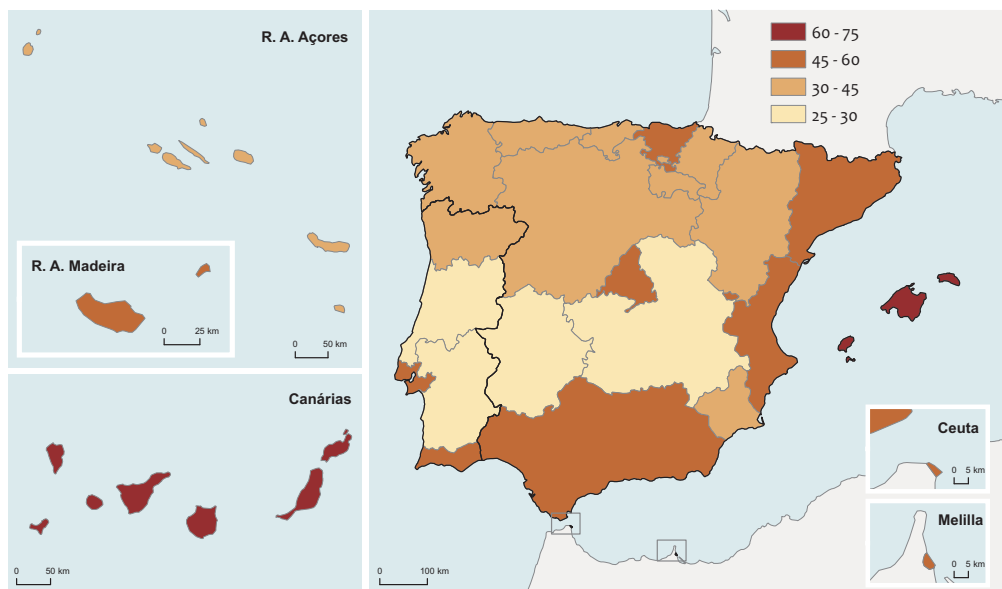 R. A. Açores
R. A. Madeira
0 25 km
0 50 km
Canárias
0 50 km
60 - 75
45 - 60
30 - 45
25 - 30
0 100 km
Ceuta
0 5 km
Melilla
0 5 km